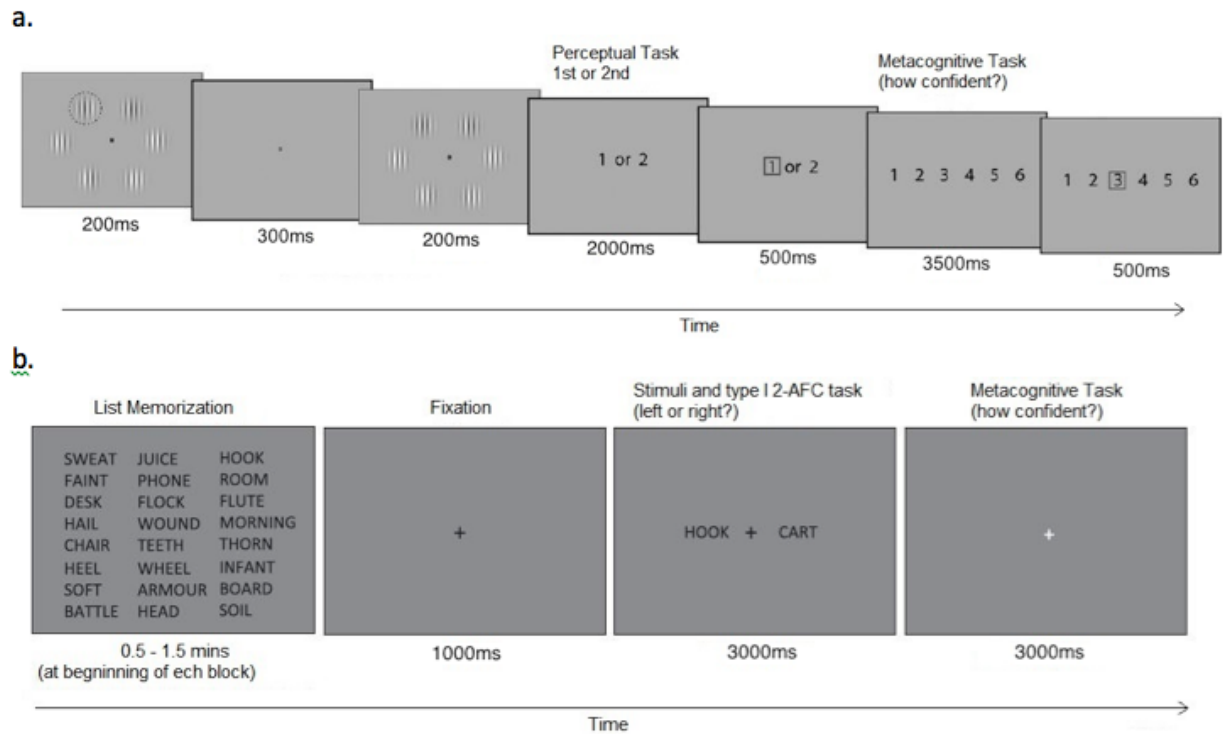 a.
Perceptual Task
1st or 2nd
Metacognitive Task
(how confident?)
1 or 2
1 or 2
1 2 3 4 5 6
1 2 3 4 5 6
200ms
300ms
200ms
2000ms
500ms
3500ms
500ms
Time
b.
List Memorization
Fixation
Stimuli and type I 2-AFC task
(left or right?)
Metacognitive Task
(how confident?)
SWEAT JUICE HOOK
FAINT PHONE ROOM
DESK FLOCK FLUTE
HAIL WOUND MORNING
CHAIR TEETH THORN
HEEL WHEEL INFANT
SOFT ARMOUR BOARD
BATTLE HEAD SOIL
HOOK + CART
0.5 - 1.5 mins
(at begninning of ech block)
1000ms
3000ms
3000ms
Time